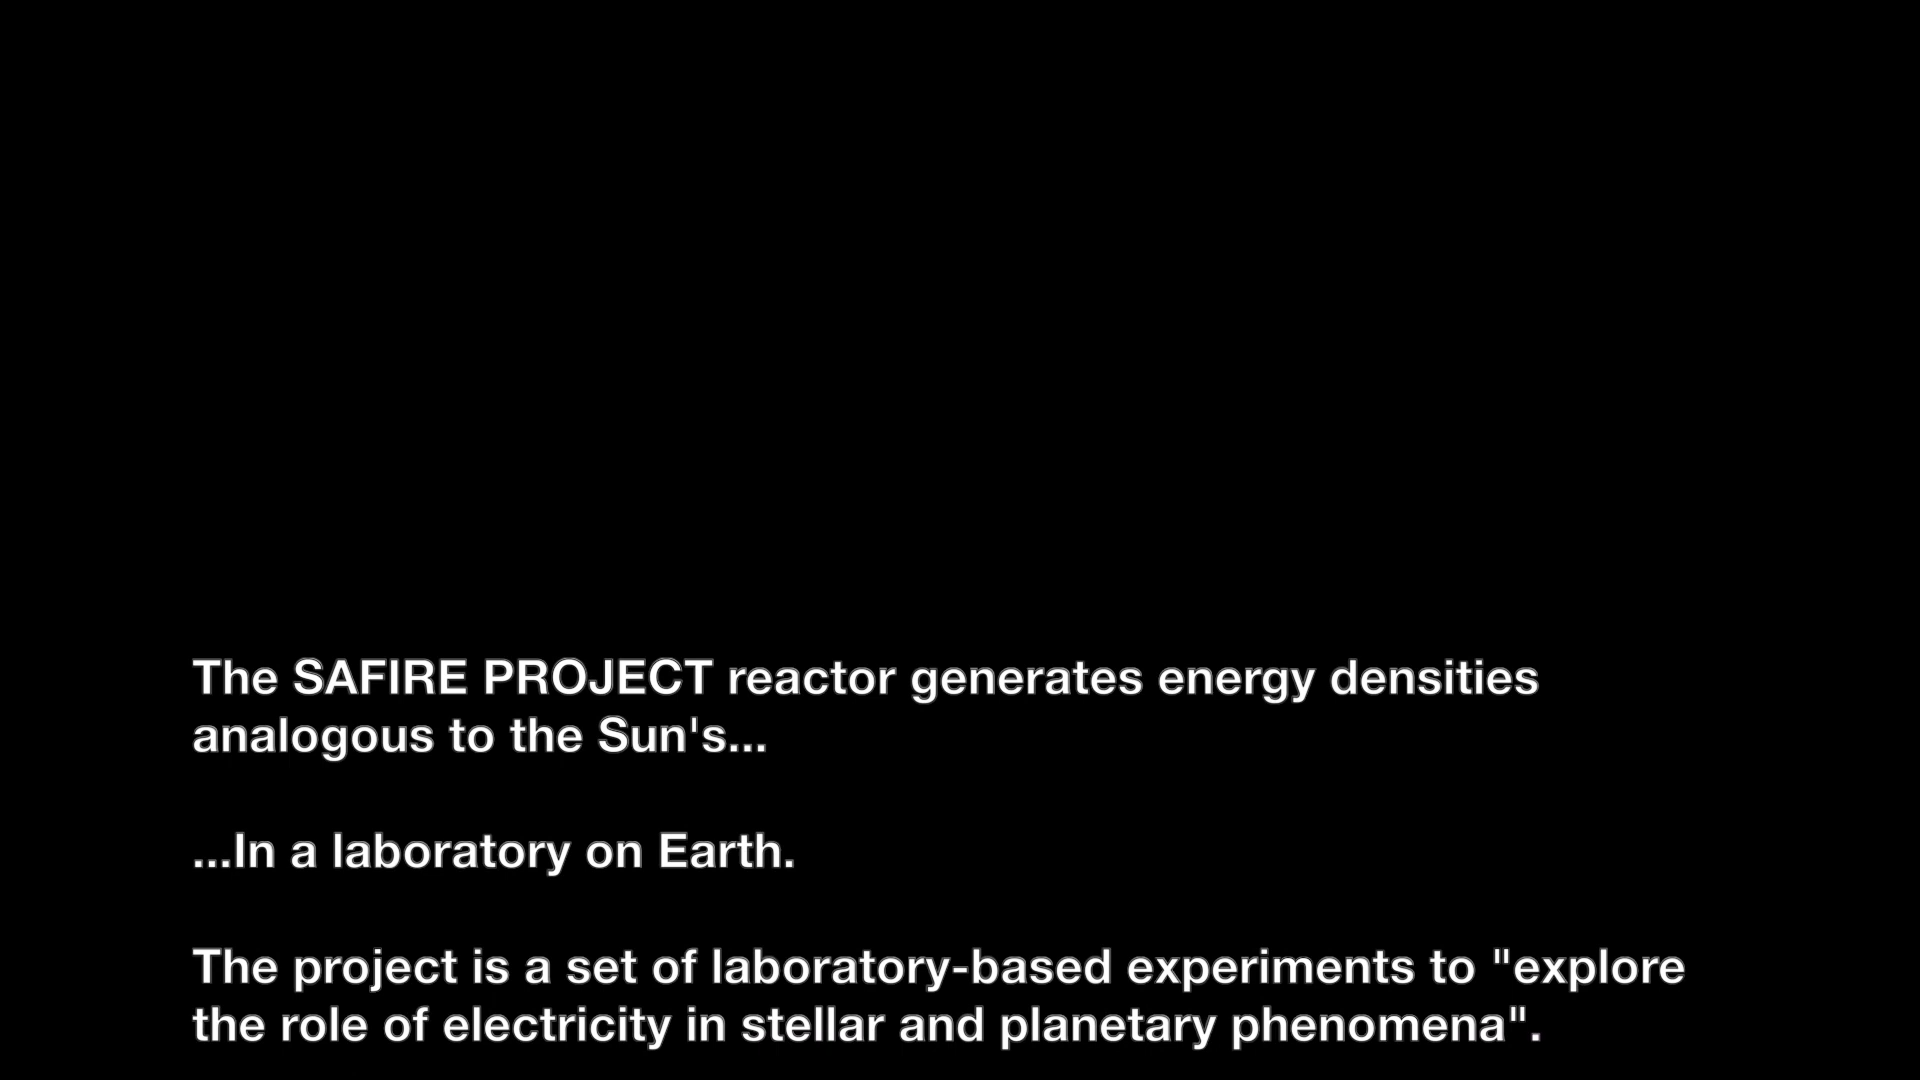 The SAFIRE PROJECT reactor generates energy densities
analogous to the Sun's...
...In a laboratory on Earth.
The project is a set of laboratory-based experiments to "explore
the role of electricity in stellar and planetary phenomena".